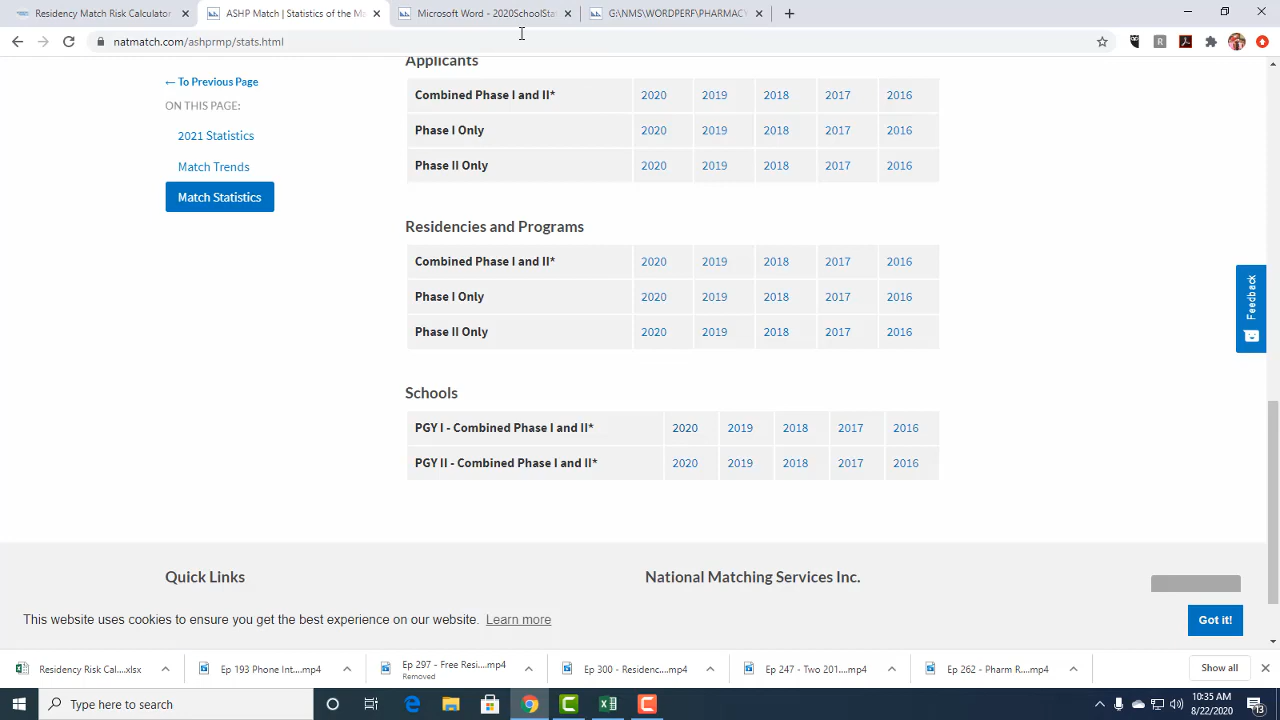 Residency Match Risk Calculator
ASHP Match | Statistics of the Ma
Microsoft Word - 2020SchoolStat
G:\NMS\WORDPERF\PHARMACY
natmatch.com/ashprmp/stats.html
← To Previous Page
ON THIS PAGE:
2021 Statistics
Match Trends
Match Statistics
Applicants
Combined Phase I and II* 2020 2019 2018 2017 2016
Phase I Only 2020 2019 2018 2017 2016
Phase II Only 2020 2019 2018 2017 2016
Residencies and Programs
Combined Phase I and II* 2020 2019 2018 2017 2016
Phase I Only 2020 2019 2018 2017 2016
Phase II Only 2020 2019 2018 2017 2016
Schools
PGY I - Combined Phase I and II* 2020 2019 2018 2017 2016
PGY II - Combined Phase I and II* 2020 2019 2018 2017 2016
Feedback
Quick Links
National Matching Services Inc.
This website uses cookies to ensure you get the best experience on our website. Learn more
Got it!
Residency Risk Cal....xlsx
Ep 193 Phone Int....mp4
Ep 297 - Free Resi....mp4
Removed
Ep 300 - Residenc....mp4
Ep 247 - Two 201....mp4
Ep 262 - Pharm R....mp4
Show all
Type here to search
10:35 AM
8/22/2020
13